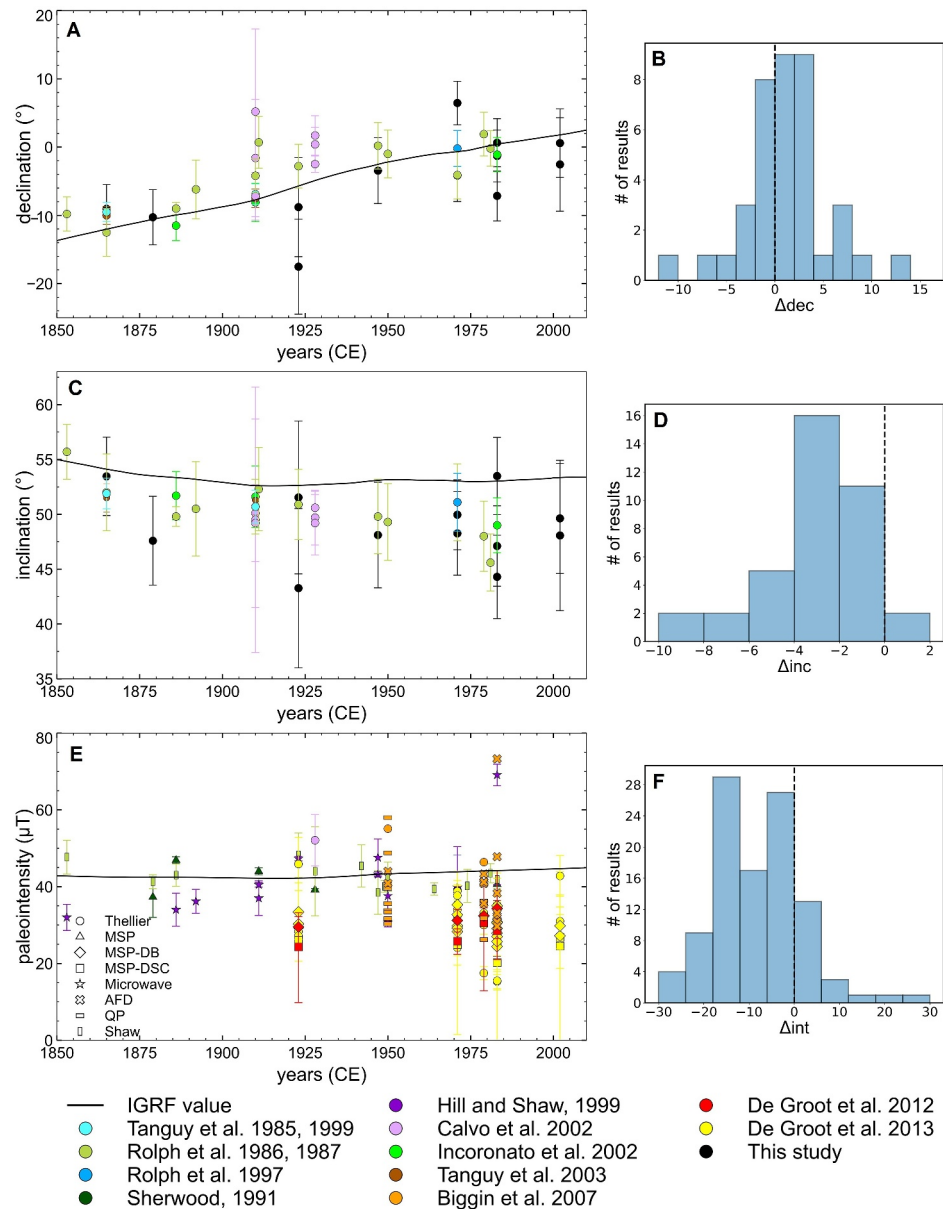 A
20
10
0
−10
−20
declination (°)
1850 1875 1900 1925 1950 1975 2000
years (CE)
B
8
6
4
2
0
# of results
−10 −5 0 5 10 15
Δdec
C
60
55
50
45
40
35
inclination (°)
1850 1875 1900 1925 1950 1975 2000
years (CE)
D
16
14
12
10
8
6
4
2
0
# of results
−10 −8 −6 −4 −2 0 2
Δinc
E
80
60
40
20
0
paleointensity (μT)
Thellier
MSP
MSP-DB
MSP-DSC
Microwave
AFD
QP
Shaw
1850 1875 1900 1925 1950 1975 2000
years (CE)
F
28
24
20
16
12
8
4
0
# of results
−30 −20 −10 0 10 20 30
Δint
IGRF value
Tanguy et al. 1985, 1999
Rolph et al. 1986, 1987
Rolph et al. 1997
Sherwood, 1991
Hill and Shaw, 1999
Calvo et al. 2002
Incoronato et al. 2002
Tanguy et al. 2003
Biggin et al. 2007
De Groot et al. 2012
De Groot et al. 2013
This study